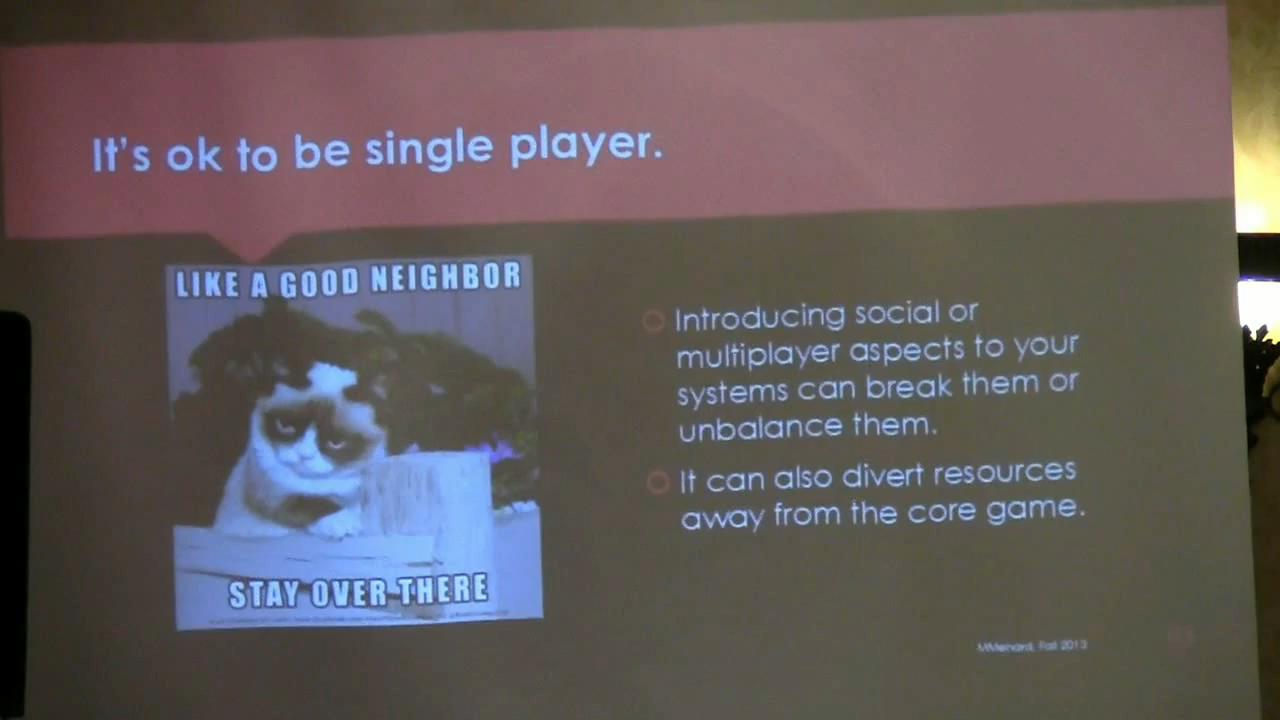 It's ok to be single player.
LIKE A GOOD NEIGHBOR
STAY OVER THERE
Introducing social or
multiplayer aspects to your
systems can break them or
unbalance them.
It can also divert resources
away from the core game.
Fall 2013